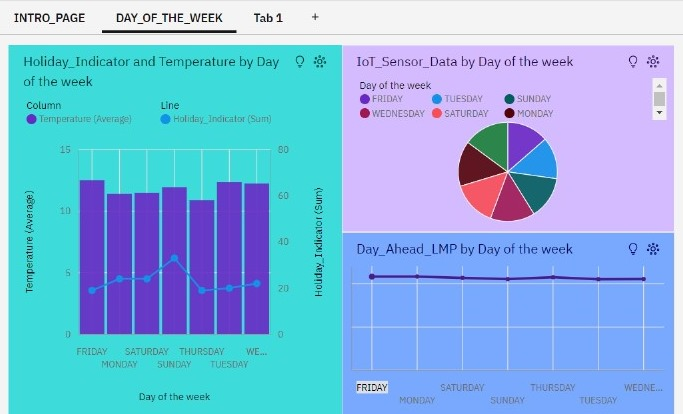 INTRO_PAGE DAY_OF_THE_WEEK Tab 1 +
Holiday_Indicator and Temperature by Day
of the week
Column Line
Temperature (Average) Holiday_Indicator (Sum)
Temperature (Average)
15
10
5
0
80
60
40
20
0
Holiday_Indicator (Sum)
FRIDAY SATURDAY THURSDAY WE...
MONDAY SUNDAY TUESDAY
Day of the week
IoT_Sensor_Data by Day of the week
Day of the week
FRIDAY TUESDAY SUNDAY
WEDNESDAY SATURDAY MONDAY
Day_Ahead_LMP by Day of the week
FRIDAY SATURDAY THURSDAY WEDNE...
MONDAY SUNDAY TUESDAY